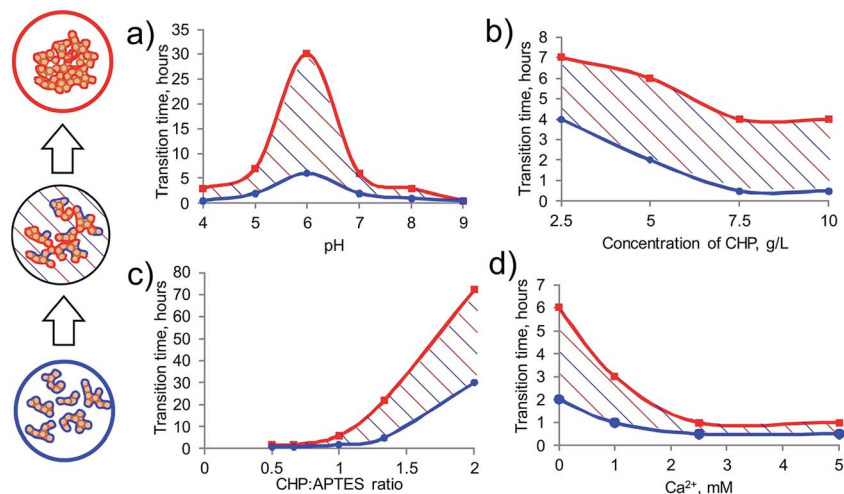 a)
Transition time, hours
35
30
25
20
15
10
5
0
4 5 6 7 8 9
pH
b)
Transition time, hours
8
7
6
5
4
3
2
1
0
2.5 5 7.5 10
Concentration of CHP, g/L
c)
Transition time, hours
80
70
60
50
40
30
20
10
0
0 0.5 1 1.5 2
CHP:APTES ratio
d)
Transition time, hours
7
6
5
4
3
2
1
0
0 1 2 3 4 5
Ca²⁺, mM